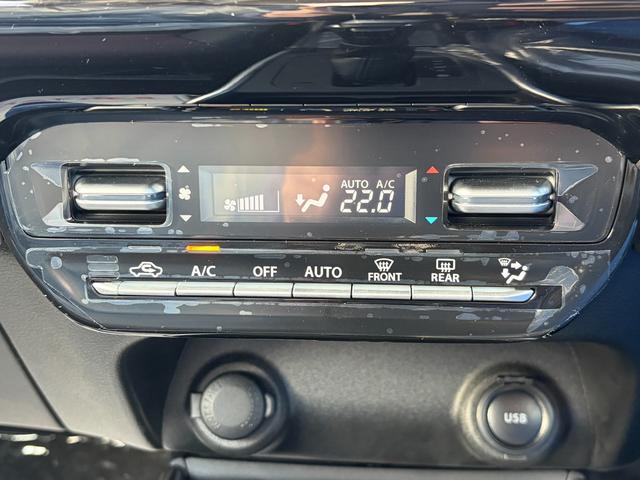 AUTO A/C
22.0
A/C OFF AUTO FRONT REAR
USB